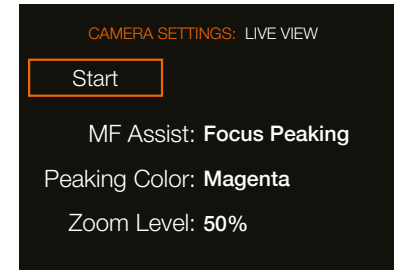 CAMERA SETTINGS: LIVE VIEW
Start
MF Assist: Focus Peaking
Peaking Color: Magenta
Zoom Level: 50%